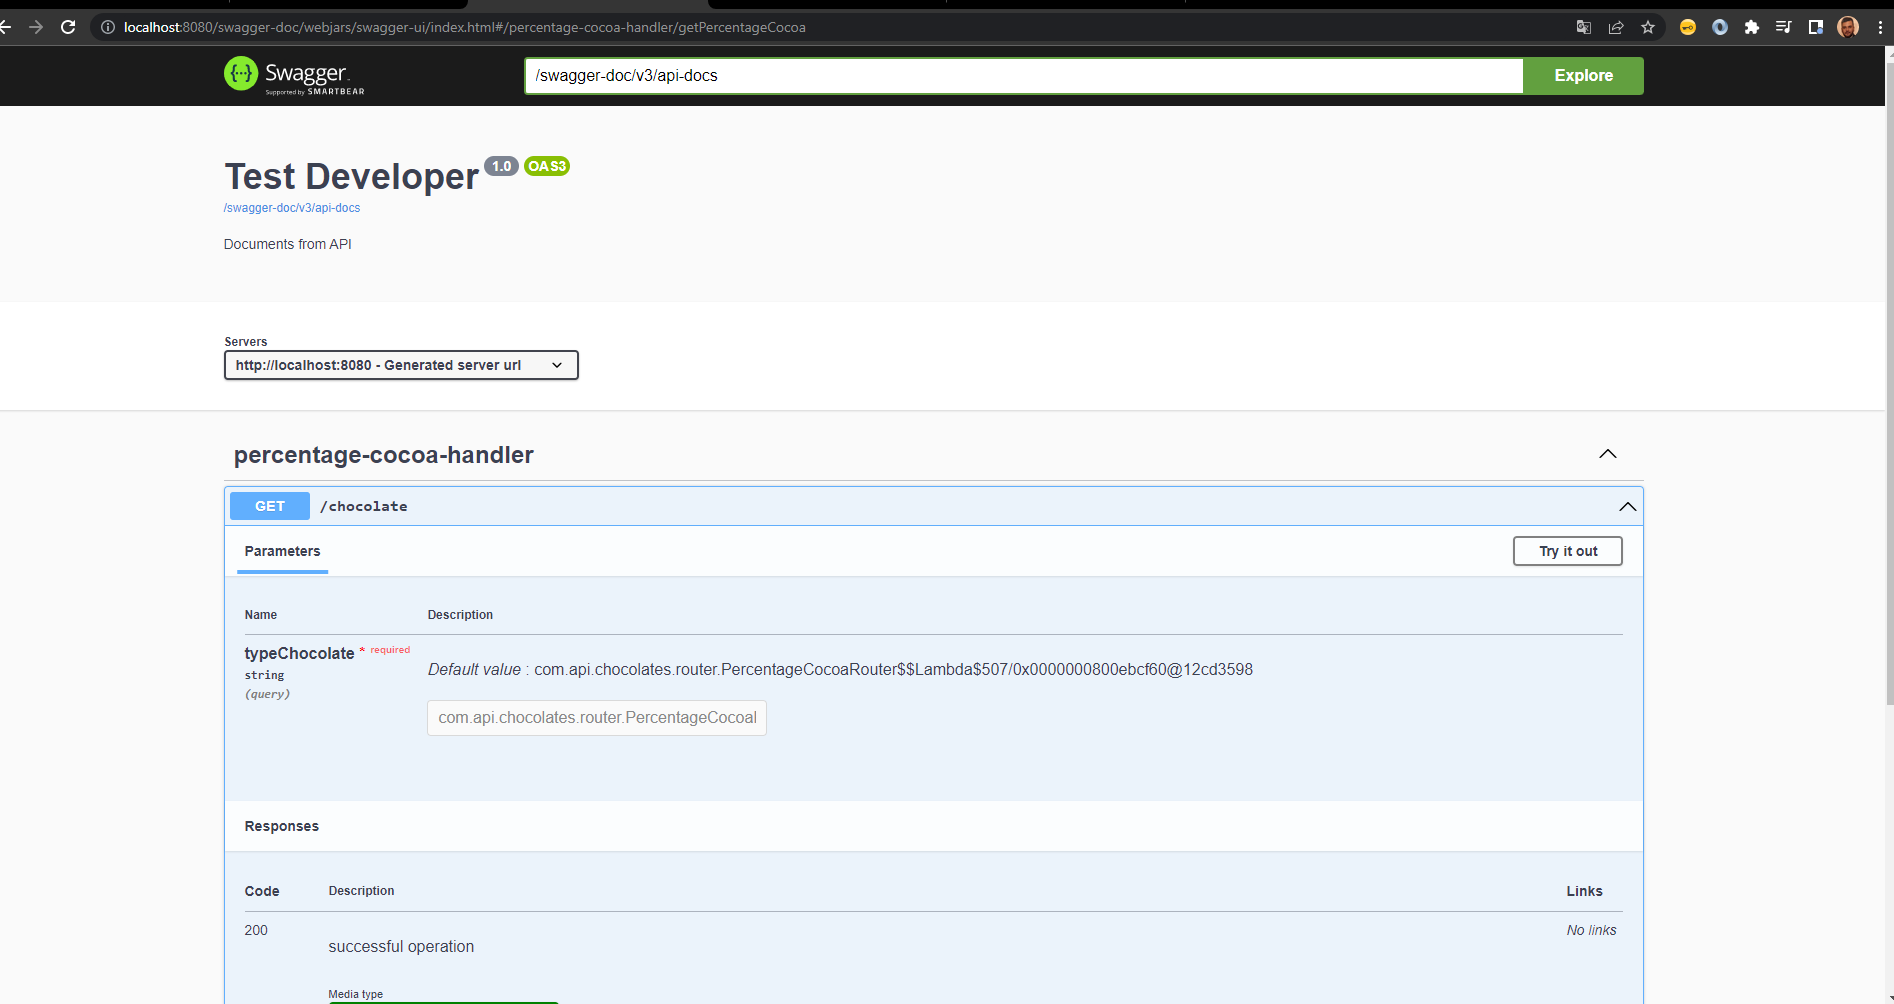 localhost:8080/swagger-doc/webjars/swagger-ui/index.html#/percentage-cocoa-handler/getPercentageCocoa
{···} Swagger
Supported by SMARTBEAR
/swagger-doc/v3/api-docs
Explore
Test Developer 1.0 OAS3
/swagger-doc/v3/api-docs
Documents from API
Servers
http://localhost:8080 - Generated server url
percentage-cocoa-handler
GET /chocolate
Parameters
Try it out
Name Description
typeChocolate * required
string
(query)
Default value : com.api.chocolates.router.PercentageCocoaRouter$$Lambda$507/0x0000000800ebcf60@12cd3598
com.api.chocolates.router.PercentageCocoal
Responses
Code Description Links
200
successful operation
No links
Media type